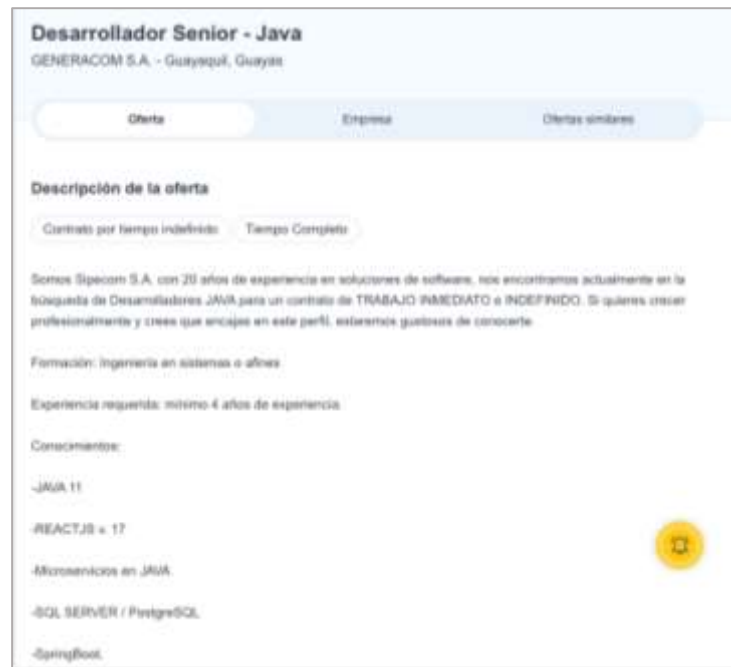 Desarrollador Senior - Java
GENERACOM S.A. - Guayaquil, Guayas
Oferta
Empresa
Ofertas similares
Descripción de la oferta
Contrato por tiempo indefinido
Tiempo Completo
Somos Sipecom S.A. con 20 años de experiencia en soluciones de software, nos encontramos actualmente en la
búsqueda de Desarrolladores JAVA para un contrato de TRABAJO INMEDIATO e INDEFINIDO. Si quieres crecer
profesionalmente y crees que encajas en este perfil, estaremos gustosos de conocerte.
Formación: Ingeniería en sistemas o afines
Experiencia requerida: mínimo 4 años de experiencia
Conocimientos:
-JAVA 11
-REACTJS v. 17
-Microservicios en JAVA
-SQL SERVER / PostgreSQL
-SpringBoot.